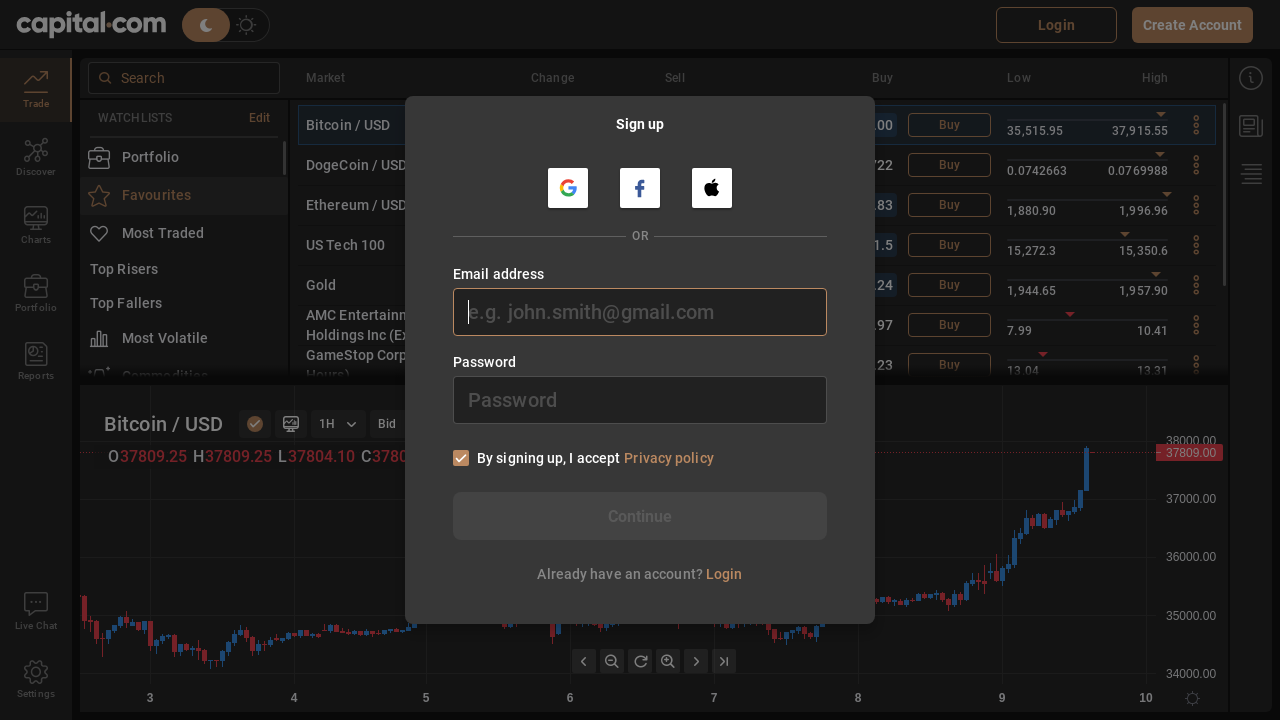 capital.com
Login
Create Account
Trade
Discover
Charts
Portfolio
Reports
Live Chat
Settings
Search
Market
Change
Sell
Buy
Low
High
WATCHLISTS
Edit
Portfolio
Favourites
Most Traded
Top Risers
Top Fallers
Most Volatile
Commodities
Bitcoin / USD
.00
Buy
35,515.95
37,915.55
DogeCoin / USD
722
Buy
0.0742663
0.0769988
Ethereum / USD
.83
Buy
1,880.90
1,996.96
US Tech 100
1.5
Buy
15,272.3
15,350.6
Gold
.24
Buy
1,944.65
1,957.90
AMC Entertainm
Holdings Inc (Ex
.97
Buy
7.99
10.41
GameStop Corp
Hours)
.23
Buy
13.04
13.31
Sign up
OR
Email address
e.g. john.smith@gmail.com
Password
Password
By signing up, I accept Privacy policy
Continue
Already have an account? Login
Bitcoin / USD
1H
Bid
O37809.25 H37809.25 L37804.10 C3780
38000.00
37809.00
37000.00
36000.00
35000.00
34000.00
3 4 5 6 7 8 9 10